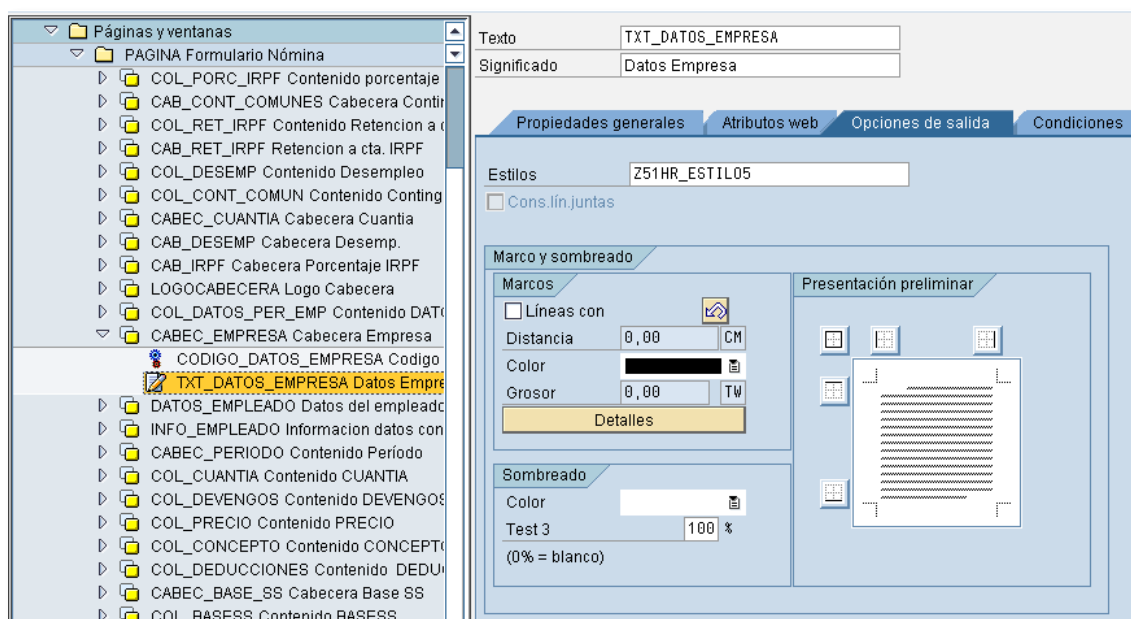 Páginas y ventanas
PAGINA Formulario Nómina
COL_PORC_IRPF Contenido porcentaje
CAB_CONT_COMUNES Cabecera Contin
COL_RET_IRPF Contenido Retencion a c
CAB_RET_IRPF Retencion a cta. IRPF
COL_DESEMP Contenido Desempleo
COL_CONT_COMUN Contenido Conting
CABEC_CUANTIA Cabecera Cuantia
CAB_DESEMP Cabecera Desemp.
CAB_IRPF Cabecera Porcentaje IRPF
LOGOCABECERA Logo Cabecera
COL_DATOS_PER_EMP Contenido DAT
CABEC_EMPRESA Cabecera Empresa
CODIGO_DATOS_EMPRESA Codigo
TXT_DATOS_EMPRESA Datos Empre
DATOS_EMPLEADO Datos del empleadc
INFO_EMPLEADO Informacion datos con
CABEC_PERIODO Contenido Período
COL_CUANTIA Contenido CUANTIA
COL_DEVENGOS Contenido DEVENGOS
COL_PRECIO Contenido PRECIO
COL_CONCEPTO Contenido CONCEPT
COL_DEDUCCIONES Contenido DEDU
CABEC_BASE_SS Cabecera Base SS
COL_BASESS Contenido BASESS
Texto TXT_DATOS_EMPRESA
Significado Datos Empresa
Propiedades generales Atributos web Opciones de salida Condiciones
Estilos Z51HR_ESTILO5
Cons.lín.juntas
Marco y sombreado
Marcos
Líneas con
Distancia 0,00 CM
Color
Grosor 0,00 TW
Detalles
Sombreado
Color
Test 3 100 %
(0% = blanco)
Presentación preliminar